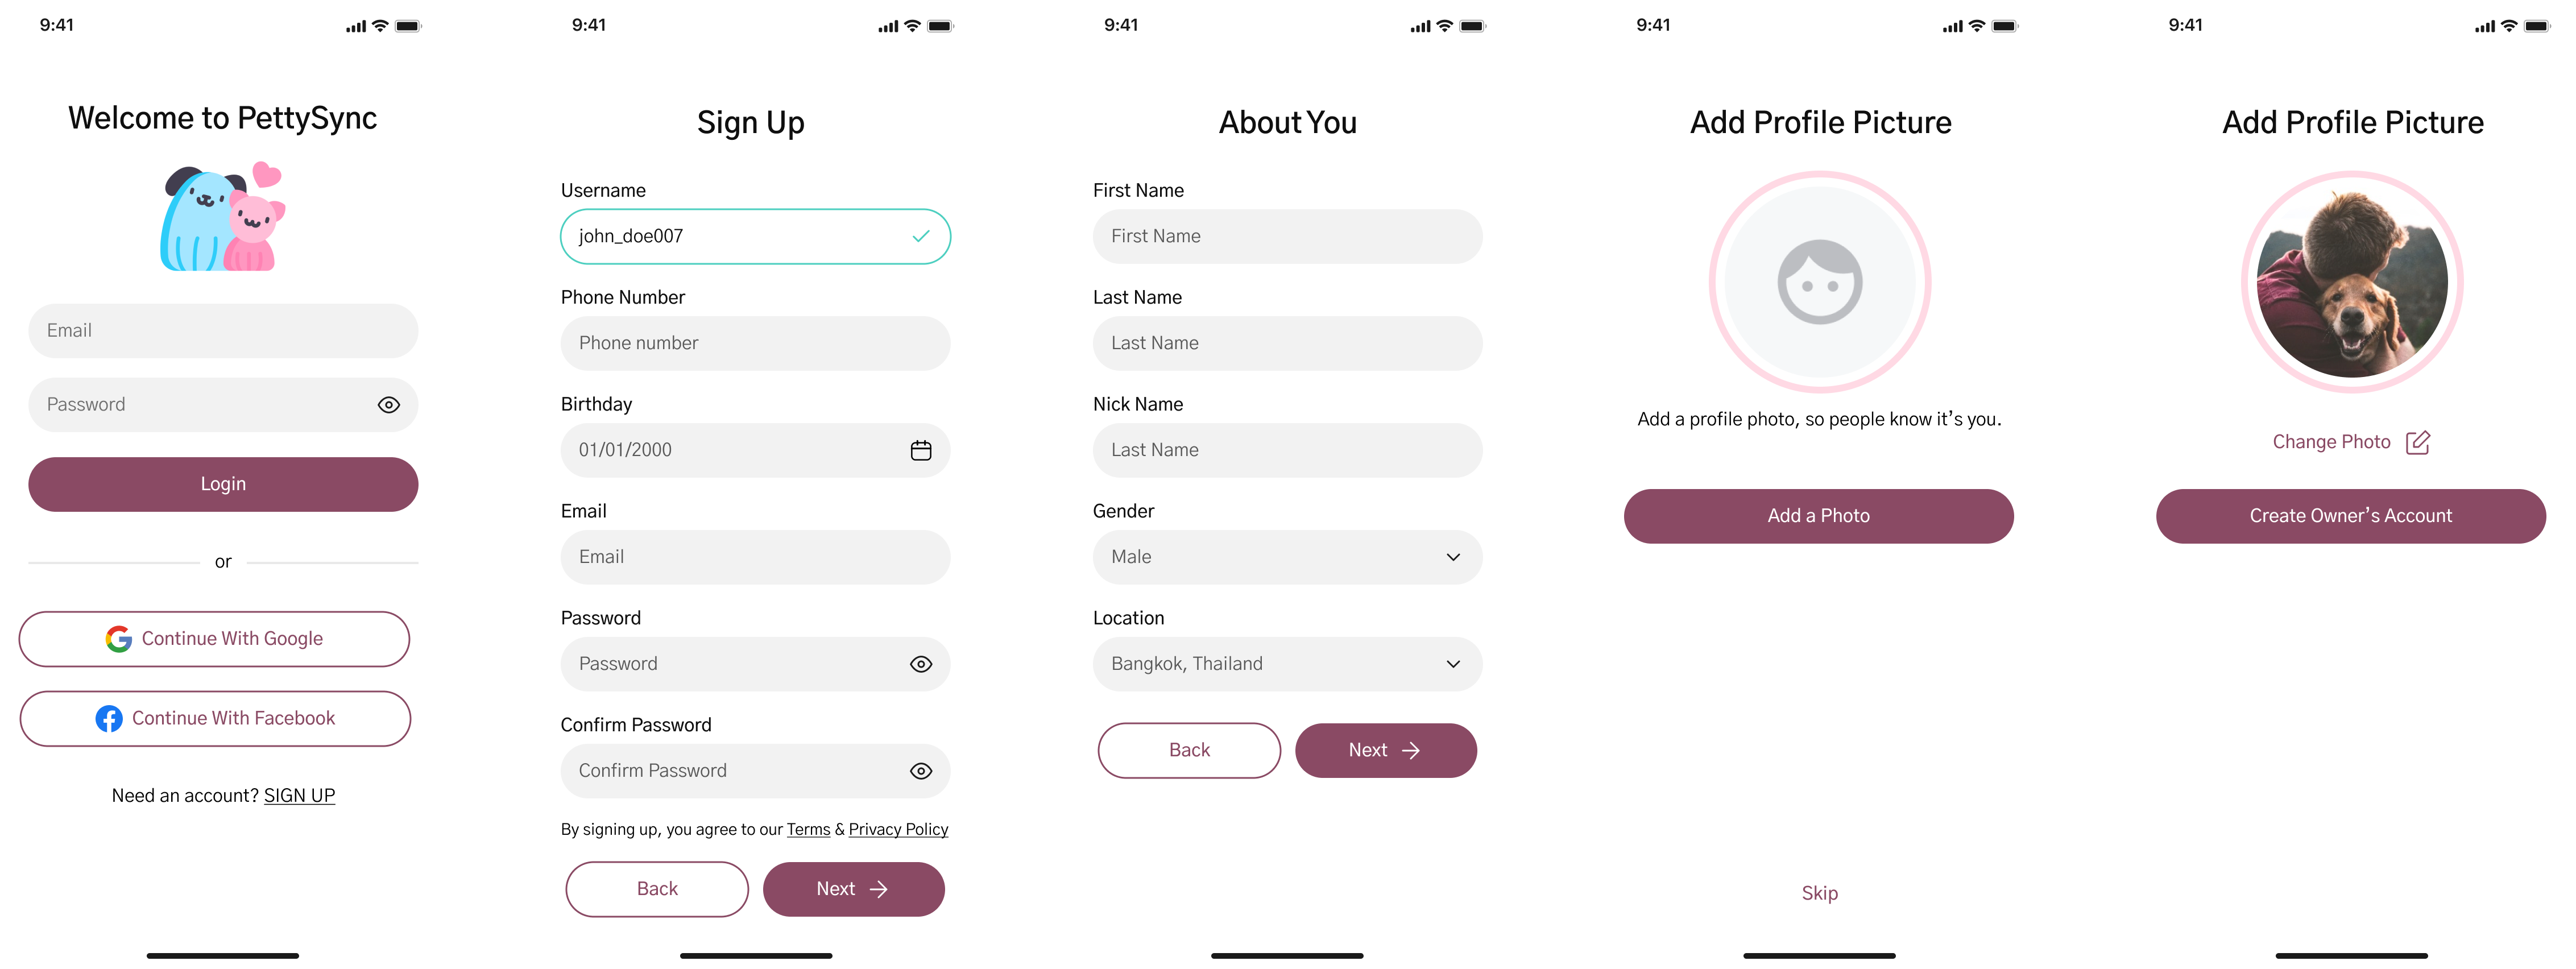 9:41
Welcome to PettySync
Email
Password
Login
or
Continue With Google
Continue With Facebook
Need an account? SIGN UP
9:41
Sign Up
Username
john_doe007
Phone Number
Phone number
Birthday
01/01/2000
Email
Email
Password
Password
Confirm Password
Confirm Password
By signing up, you agree to our Terms & Privacy Policy
Back
Next
9:41
About You
First Name
First Name
Last Name
Last Name
Nick Name
Last Name
Gender
Male
Location
Bangkok, Thailand
Back
Next
9:41
Add Profile Picture
Add a profile photo, so people know it’s you.
Add a Photo
Skip
9:41
Add Profile Picture
Change Photo
Create Owner’s Account